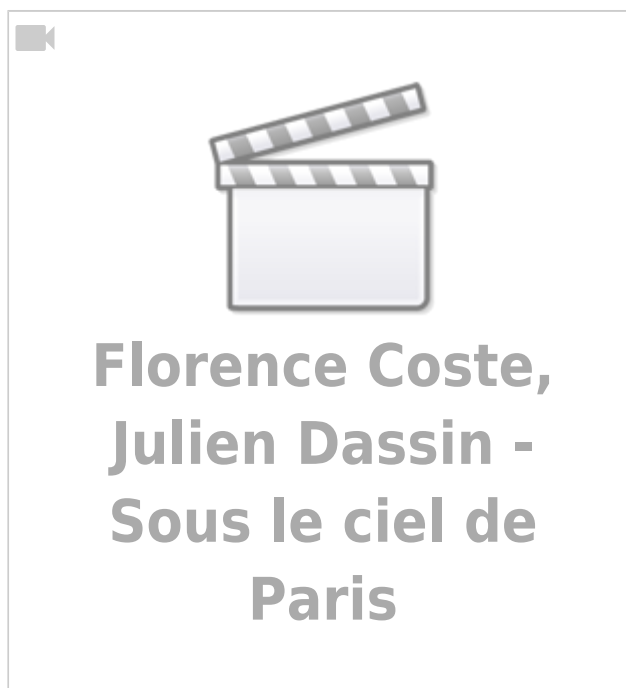 Florence Coste,
Julien Dassin -
Sous le ciel de
Paris